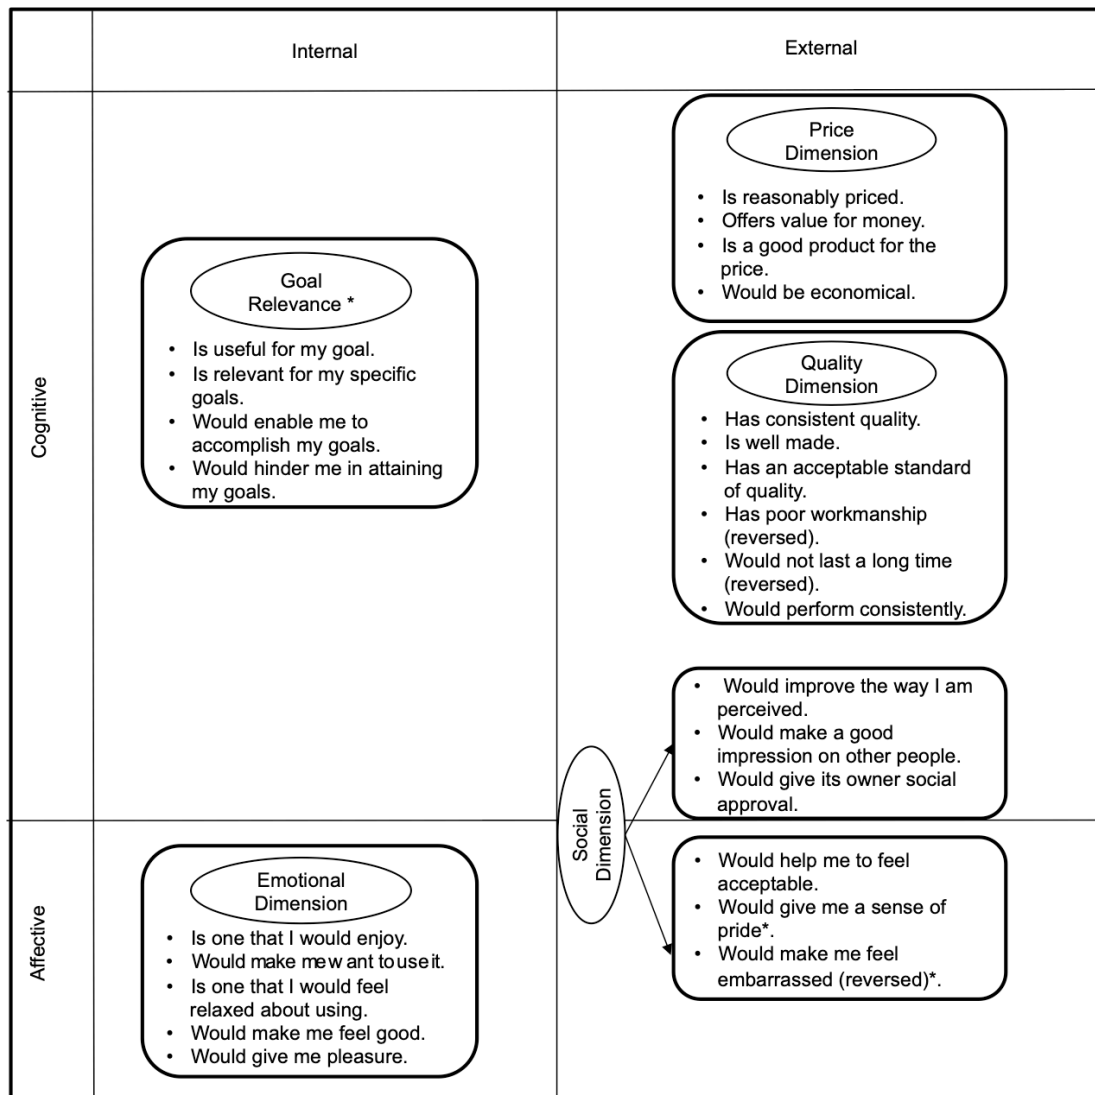 Internal
External
Cognitive
Goal
Relevance *
• Is useful for my goal.
• Is relevant for my specific
goals.
• Would enable me to
accomplish my goals.
• Would hinder me in attaining
my goals.
Price
Dimension
• Is reasonably priced.
• Offers value for money.
• Is a good product for the
price.
• Would be economical.
Quality
Dimension
• Has consistent quality.
• Is well made.
• Has an acceptable standard
of quality.
• Has poor workmanship
(reversed).
• Would not last a long time
(reversed).
• Would perform consistently.
Social
Dimension
• Would improve the way I am
perceived.
• Would make a good
impression on other people.
• Would give its owner social
approval.
Affective
Emotional
Dimension
• Is one that I would enjoy.
• Would make me want to use it.
• Is one that I would feel
relaxed about using.
• Would make me feel good.
• Would give me pleasure.
• Would help me to feel
acceptable.
• Would give me a sense of
pride*.
• Would make me feel
embarrassed (reversed)*.